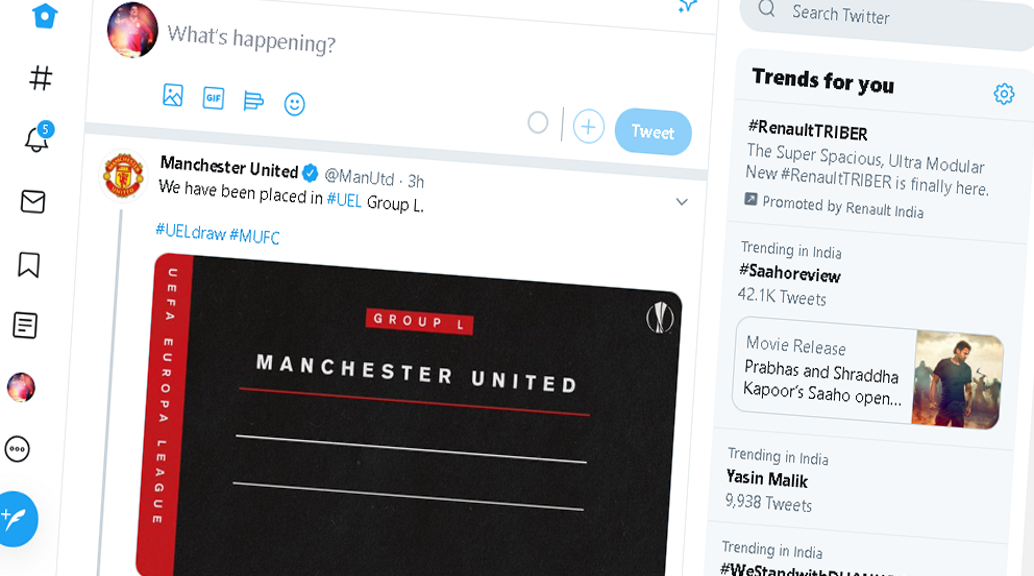 What's happening?
GIF
Tweet
5
Manchester United @ManUtd · 3h
We have been placed in #UEL Group L.
#UELdraw #MUFC
UEFA EUROPA LEAGUE
GROUP L
MANCHESTER UNITED
Search Twitter
Trends for you
#RenaultTRIBER
The Super Spacious, Ultra Modular
New #RenaultTRIBER is finally here.
Promoted by Renault India
Trending in India
#Saahoreview
42.1K Tweets
Movie Release
Prabhas and Shraddha
Kapoor's Saaho open...
Trending in India
Yasin Malik
9,938 Tweets
Trending in India